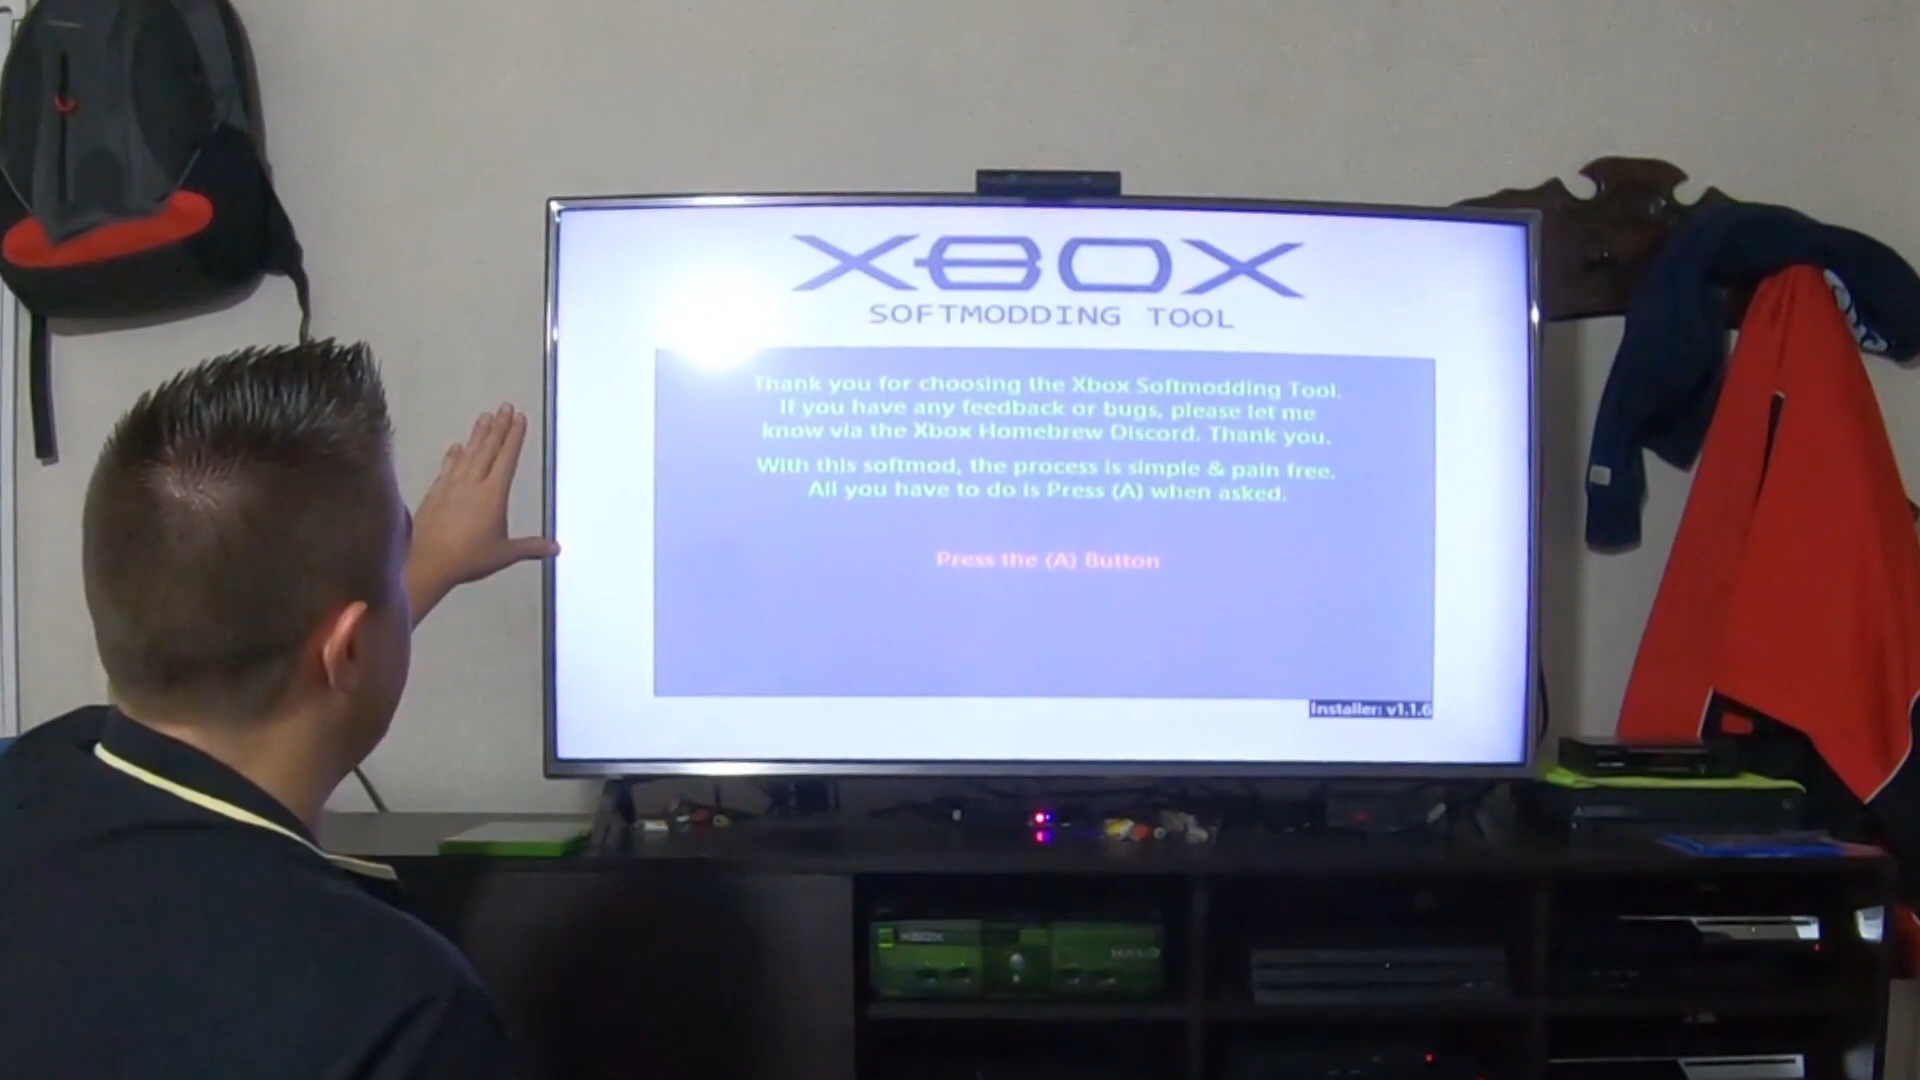 XBOX
SOFTMODDING TOOL
Thank you for choosing the Xbox Softmodding Tool.
If you have any feedback or bugs, please let me
know via the Xbox Homebrew Discord. Thank you.
With this softmod, the process is simple & pain free.
All you have to do is Press (A) when asked.
Press the (A) Button
Installer: v1.1.6
XBOX